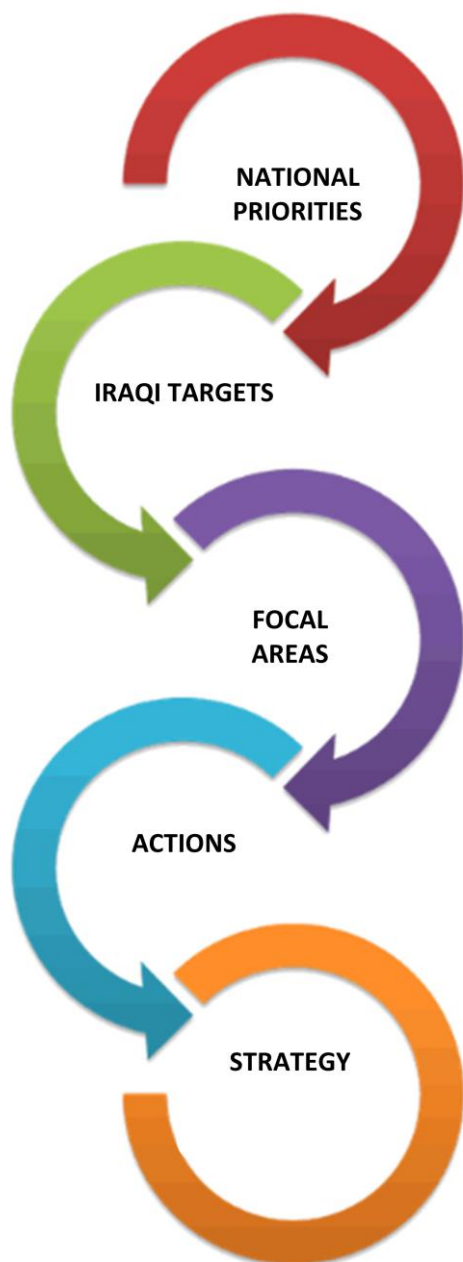 NATIONAL
PRIORITIES
IRAQI TARGETS
FOCAL
AREAS
ACTIONS
STRATEGY